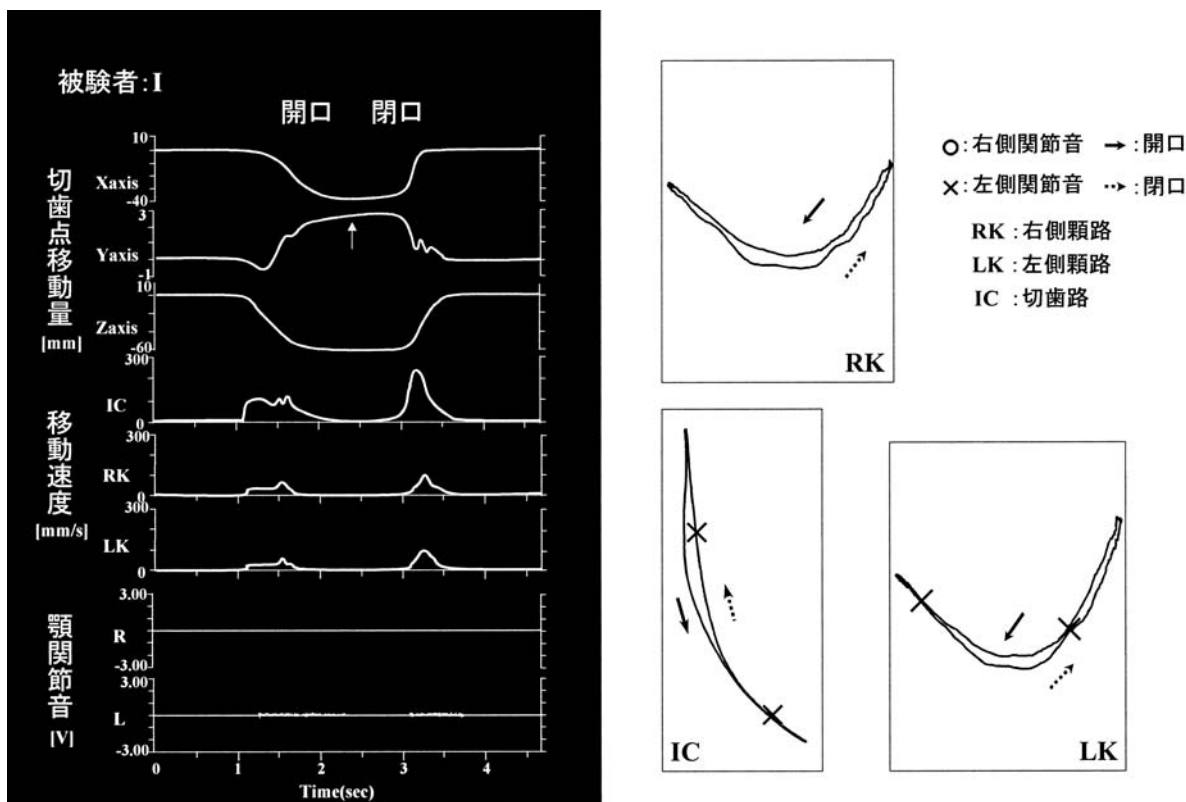 被験者:I
開口 閉口
切歯点移動量
[mm]
Xaxis
10
-40
Yaxis
3
-1
Zaxis
10
-60
移動速度
[mm/s]
IC
300
0
RK
300
0
LK
300
0
顎関節音
[V]
R
3.00
-3.00
L
3.00
-3.00
0 1 2 3 4
Time(sec)
RK
○:右側関節音 →:開口
×:左側関節音 ⇢:閉口
RK:右側顆路
LK:左側顆路
IC:切歯路
IC
LK